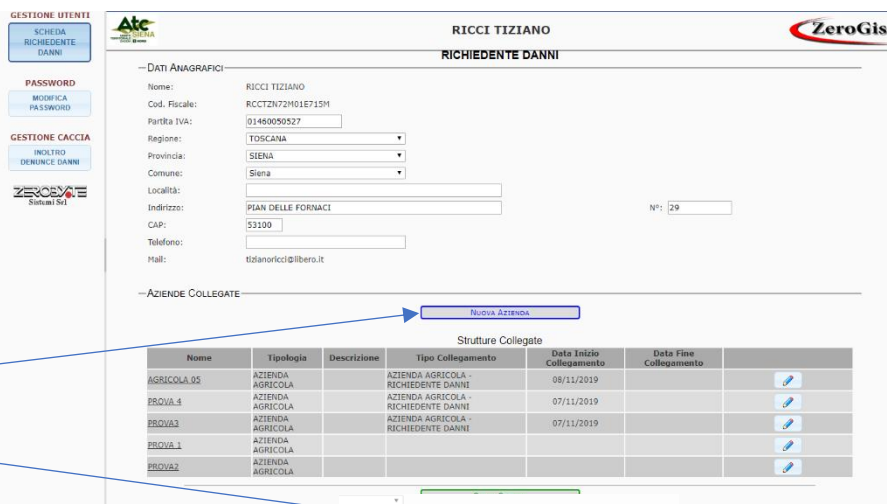 GESTIONE UTENTI
SCHEDA
RICHIEDENTE
DANNI
PASSWORD
MODIFICA
PASSWORD
GESTIONE CACCIA
INOLTRO
DENUNCE DANNI
ZEROBYTE
Sistemi Srl
Atc
SIENA
RICCI TIZIANO
ZeroGis
RICHIEDENTE DANNI
DATI ANAGRAFICI
Nome: RICCI TIZIANO
Cod. Fiscale: RCCTZN72M01E715M
Partita IVA: 01460050527
Regione: TOSCANA
Provincia: SIENA
Comune: Siena
Località:
Indirizzo: PIAN DELLE FORNACI N°: 29
CAP: 53100
Telefono:
Mail: tizianoricci@libero.it
AZIENDE COLLEGATE
NUOVA AZIENDA
Strutture Collegate
Nome Tipologia Descrizione Tipo Collegamento Data Inizio Collegamento Data Fine Collegamento
AGRICOLA 05 AZIENDA AGRICOLA AZIENDA AGRICOLA - RICHIEDENTE DANNI 08/11/2019
PROVA 4 AZIENDA AGRICOLA AZIENDA AGRICOLA - RICHIEDENTE DANNI 07/11/2019
PROVA3 AZIENDA AGRICOLA AZIENDA AGRICOLA - RICHIEDENTE DANNI 07/11/2019
PROVA 1 AZIENDA AGRICOLA
PROVA2 AZIENDA AGRICOLA